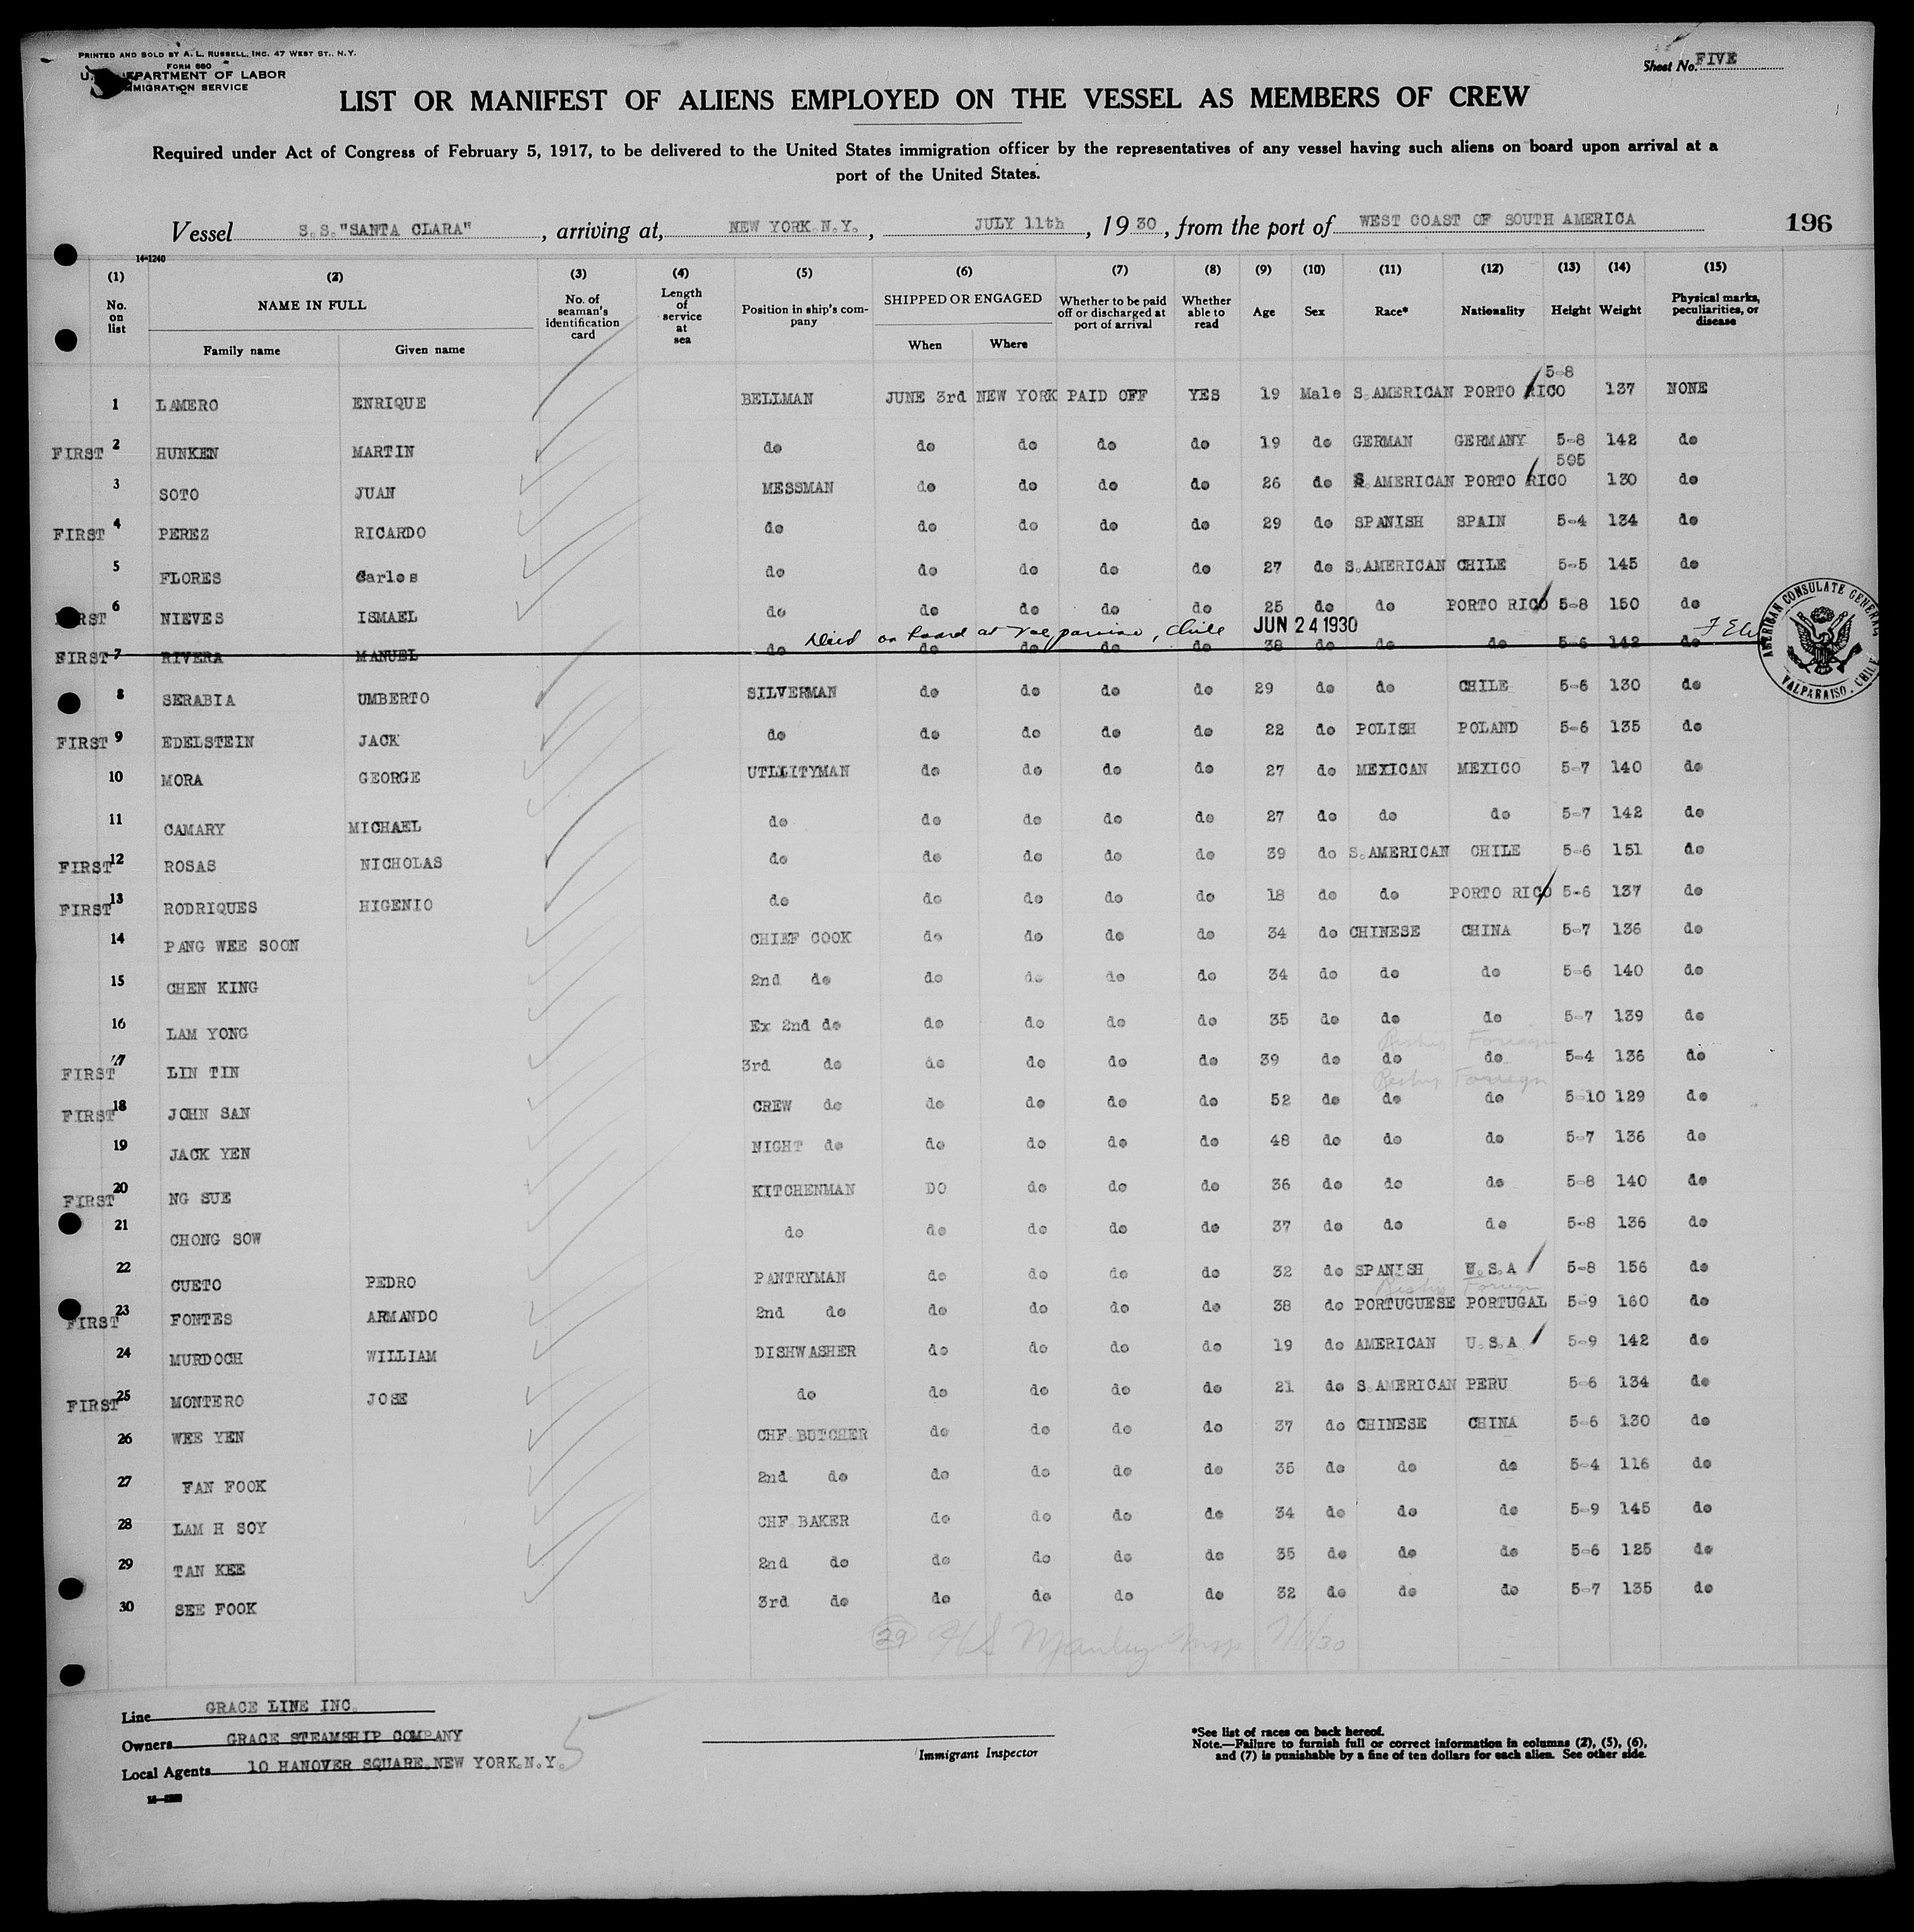 PRINTED AND SOLD BY A. L. RUSSELL, INC. 47 WEST ST., N.Y.
FORM 680
U. DEPARTMENT OF LABOR
IMMIGRATION SERVICE
Sheet No. FIVE
LIST OR MANIFEST OF ALIENS EMPLOYED ON THE VESSEL AS MEMBERS OF CREW
Required under Act of Congress of February 5, 1917, to be delivered to the United States immigration officer by the representatives of any vessel having such aliens on board upon arrival at a
port of the United States.
Vessel S.S."SANTA CLARA", arriving at, NEW YORK.N.Y., JULY 11th, 1930, from the port of WEST COAST OF SOUTH AMERICA 196
14-1240
(1) (2) (3) (4) (5) (6) (7) (8) (9) (10) (11) (12) (13) (14) (15)
No. on list NAME IN FULL No. of seaman's identification card Length of service at sea Position in ship's company SHIPPED OR ENGAGED Whether to be paid off or discharged at port of arrival Whether able to read Age Sex Race* Nationality Height Weight Physical marks, peculiarities, or disease
Family name Given name When Where
1 LAMERO ENRIQUE BELLMAN JUNE 3rd NEW YORK PAID OFF YES 19 Male S.AMERICAN PORTO RICO 5-8 137 NONE
FIRST 2 HUNKEN MARTIN do do do do do 19 do GERMAN GERMANY 5-8 142 do
3 SOTO JUAN MESSMAN do do do do 26 do S.AMERICAN PORTO RICO 505 130 do
FIRST 4 PEREZ RICARDO do do do do do 29 do SPANISH SPAIN 5-4 134 do
5 FLORES Carlos do do do do do 27 do S.AMERICAN CHILE 5-5 145 do
FIRST 6 NIEVES ISMAEL do do do do do 25 do do PORTO RICO 5-8 150 do
Died on board at Valparaiso, Chile JUN 24 1930 FEW
FIRST 7 RIVERA MANUEL do do do do do 38 do do do 5-6 142 do
AMERICAN CONSULATE GENERAL VALPARAISO, CHILE
8 SERABIA UMBERTO SILVERMAN do do do do 29 do do CHILE 5-6 130 do
FIRST 9 EDELSTEIN JACK do do do do do 22 do POLISH POLAND 5-6 135 do
10 MORA GEORGE UTLLITYMAN do do do do 27 do MEXICAN MEXICO 5-7 140 do
11 CAMARY MICHAEL do do do do do 27 do do do 5-7 142 do
FIRST 12 ROSAS NICHOLAS do do do do do 39 do S.AMERICAN CHILE 5-6 151 do
FIRST 13 RODRIQUES HIGENIO do do do do do 18 do do PORTO RICO 5-6 137 do
14 PANG WEE SOON CHIEF COOK do do do do 34 do CHINESE CHINA 5-7 136 do
15 CHEN KING 2nd do do do do do 34 do do do 5-6 140 do
16 LAM YONG Ex 2nd do do do do do 35 do do do 5-7 139 do
Foreign
FIRST 17 LIN TIN 3rd do do do do do 39 do do do 5-4 136 do
Foreign
FIRST 18 JOHN SAN CREW do do do do do 52 do do do 5-10 129 do
19 JACK YEN NIGHT do do do do do 48 do do do 5-7 136 do
FIRST 20 NG SUE KITCHENMAN DO do do do 36 do do do 5-8 140 do
21 CHONG SOW do do do do do 37 do do do 5-8 136 do
22 CUETO PEDRO PANTRYMAN do do do do 32 do SPANISH U.S.A 5-8 156 do
Foreign
FIRST 23 FONTES ARMANDO 2nd do do do do do 38 do PORTUGUESE PORTUGAL 5-9 160 do
24 MURDOCH WILLIAM DISHWASHER do do do do 19 do AMERICAN U.S.A 5-9 142 do
FIRST 25 MONTERO JOSE do do do do do 21 do S.AMERICAN PERU 5-6 134 do
26 WEE YEN CHF.BUTCHER do do do do 37 do CHINESE CHINA 5-6 130 do
27 FAN FOOK 2nd do do do do do 35 do do do 5-4 116 do
28 LAM H SOY CHF.BAKER do do do do 34 do do do 5-9 145 do
29 TAN KEE 2nd do do do do do 35 do do do 5-6 125 do
30 SEE FOOK 3rd do do do do do 32 do do do 5-7 135 do
29 Manley Insp
Line GRACE LINE INC.
Owners GRACE STEAMSHIP COMPANY
Local Agents 10 HANOVER SQUARE.NEW YORK.N.Y. 5
Immigrant Inspector
*See list of races on back hereof.
Note.—Failure to furnish full or correct information in columns (2), (5), (6),
and (7) is punishable by a fine of ten dollars for each alien. See other side.